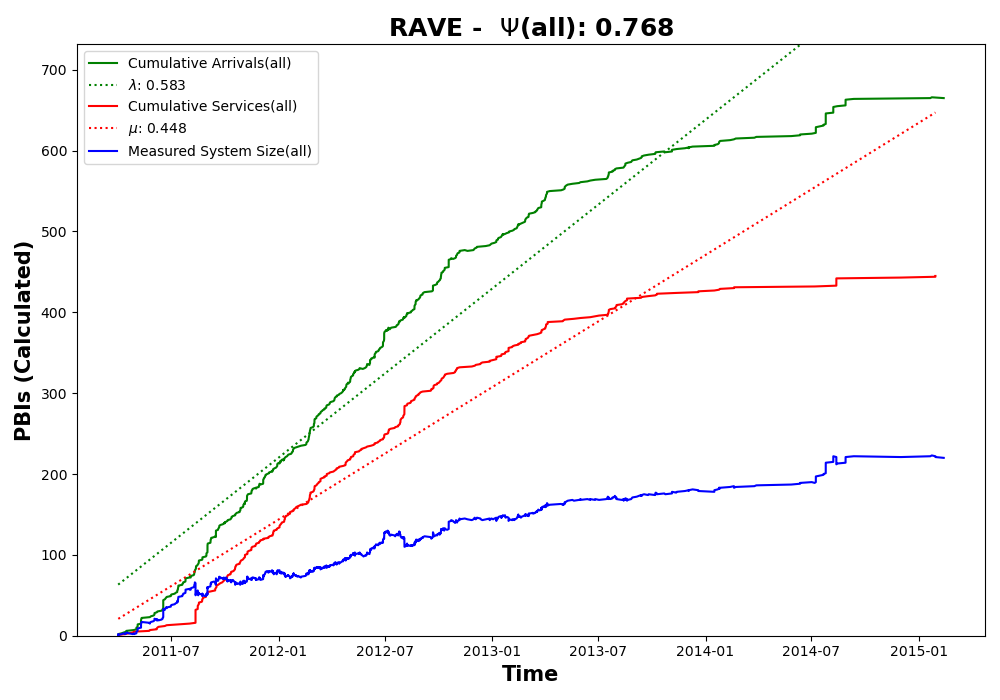 RAVE - Ψ(all): 0.768
Cumulative Arrivals(all)
λ: 0.583
Cumulative Services(all)
μ: 0.448
Measured System Size(all)
PBIs (Calculated)
700
600
500
400
300
200
100
0
2011-07 2012-01 2012-07 2013-01 2013-07 2014-01 2014-07 2015-01
Time